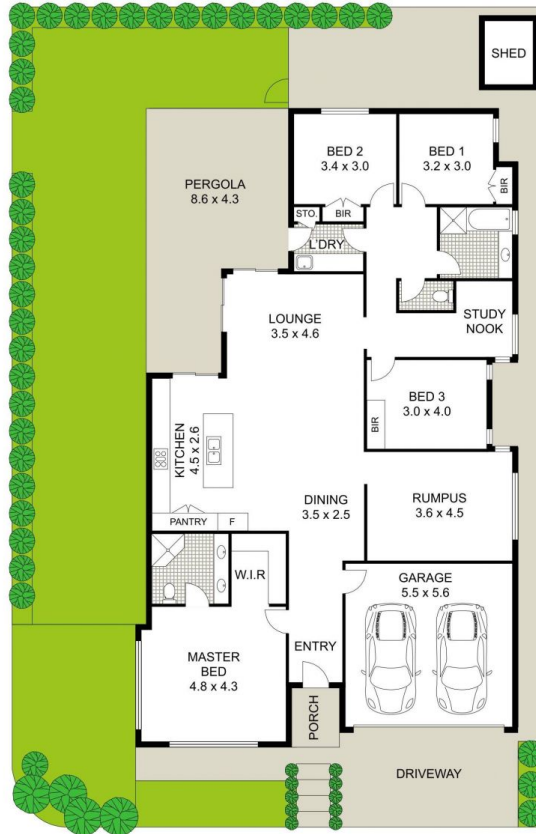 SHED
BED 2
3.4 x 3.0
BED 1
3.2 x 3.0
BIR
PERGOLA
8.6 x 4.3
STO.
BIR
L'DRY
LOUNGE
3.5 x 4.6
STUDY
NOOK
KITCHEN
4.5 x 2.6
BED 3
3.0 x 4.0
BIR
DINING
3.5 x 2.5
RUMPUS
3.6 x 4.5
PANTRY
F
W.I.R
GARAGE
5.5 x 5.6
ENTRY
MASTER
BED
4.8 x 4.3
PORCH
DRIVEWAY